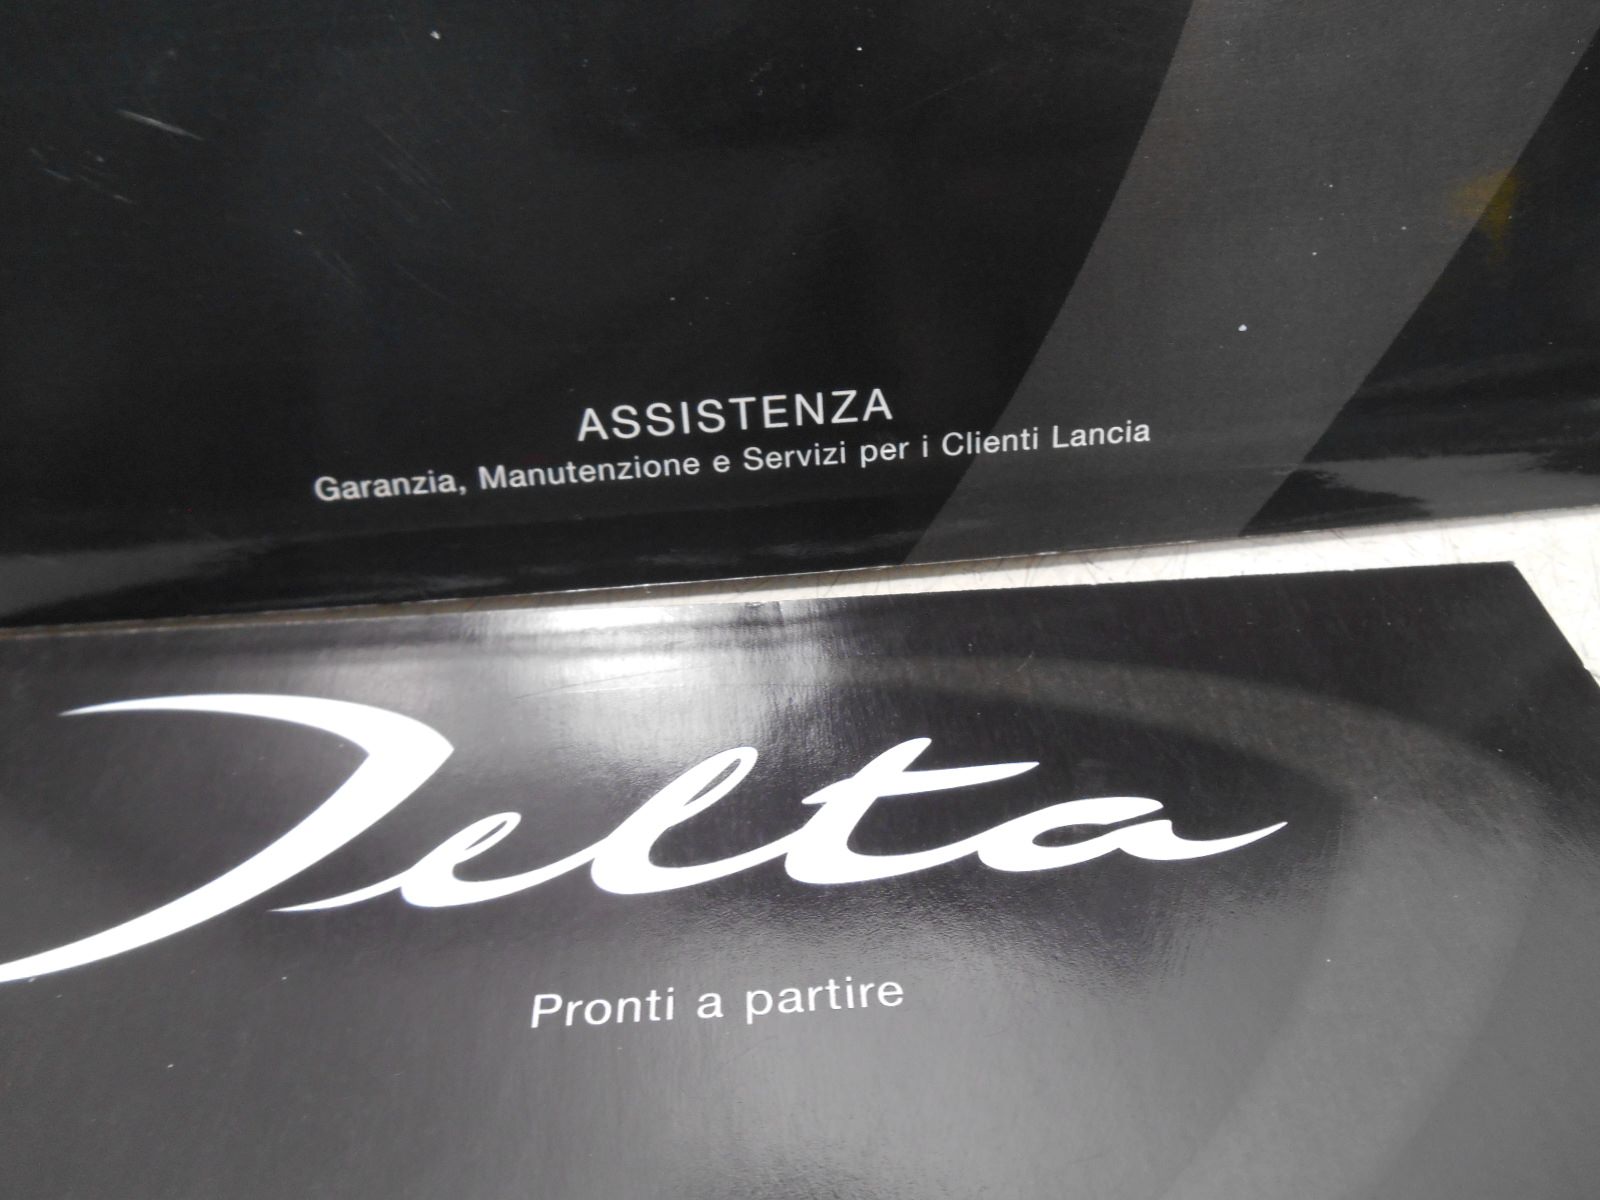 ASSISTENZA
Garanzia, Manutenzione e Servizi per i Clienti Lancia
Delta
Pronti a partire